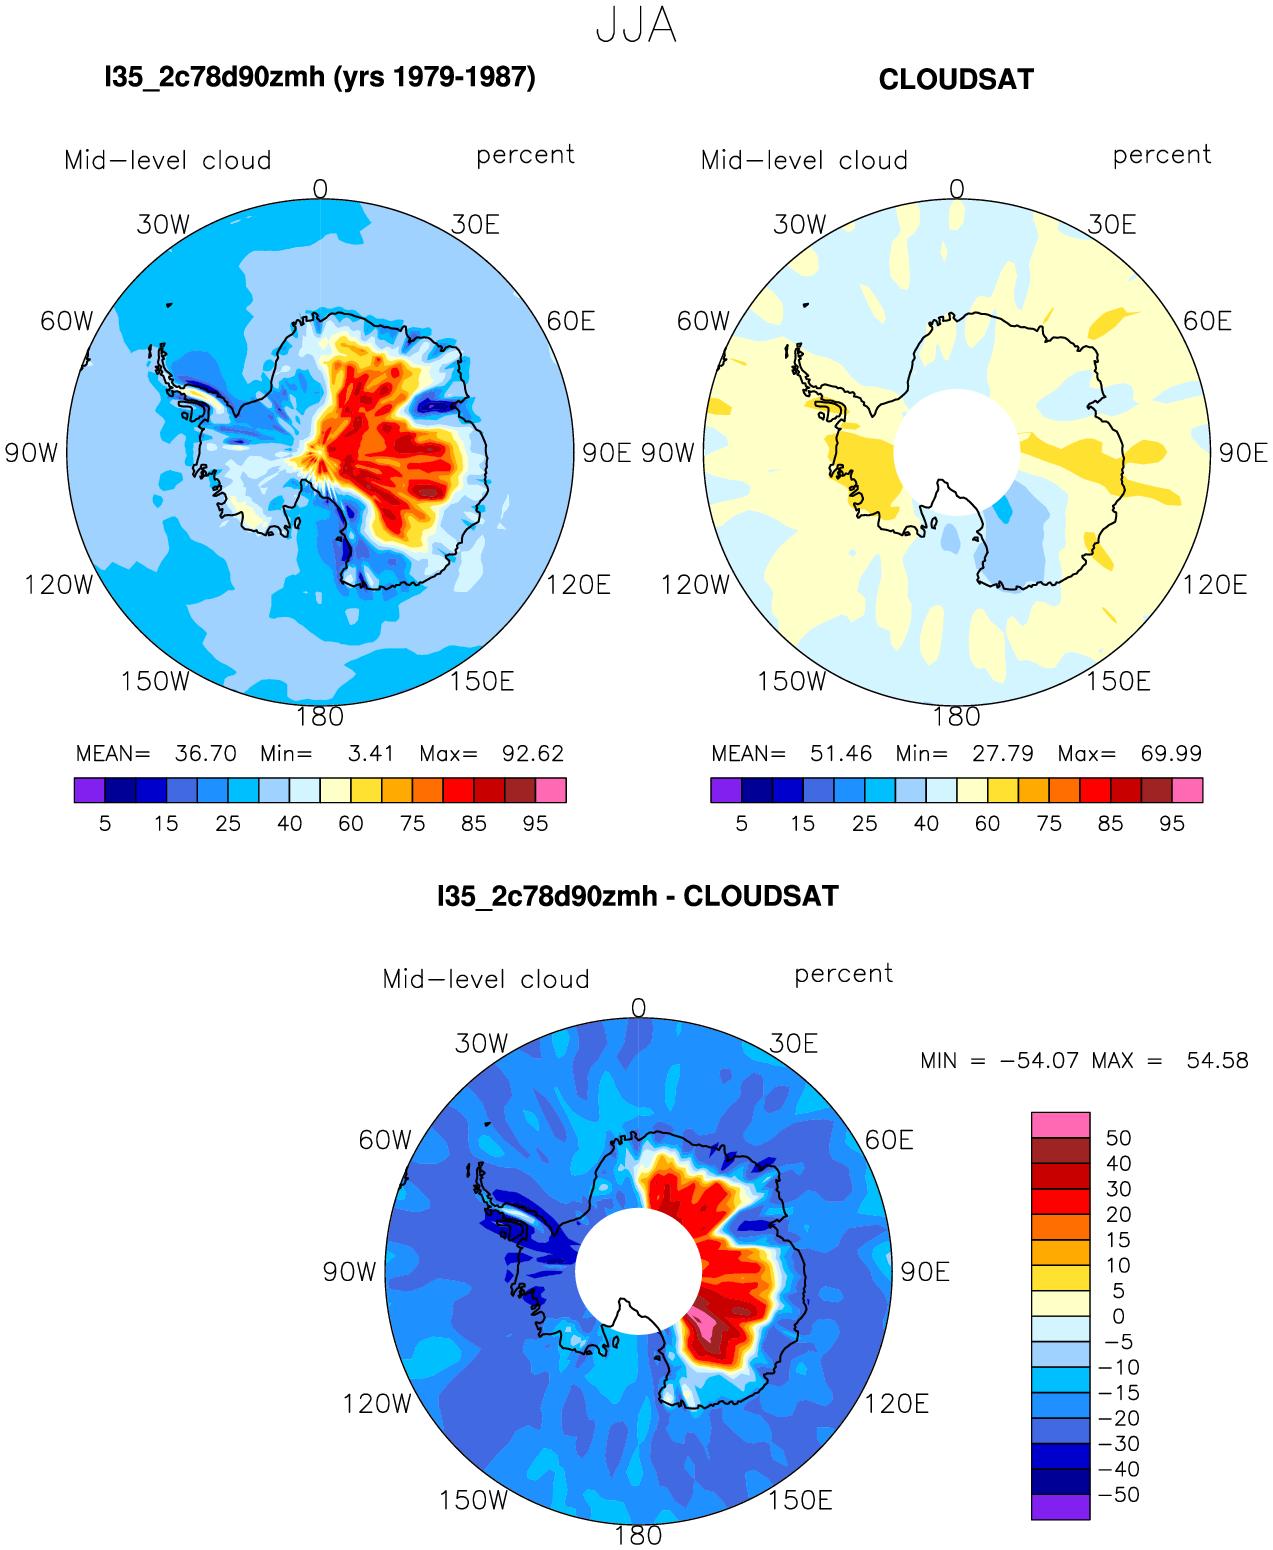 JJA
l35_2c78d90zmh (yrs 1979-1987)
CLOUDSAT
Mid-level cloud percent
Mid-level cloud percent
0
30W 30E
60W 60E
90W 90E
120W 120E
150W 150E
180
0
30W 30E
60W 60E
90W 90E
120W 120E
150W 150E
180
MEAN= 36.70 Min= 3.41 Max= 92.62
5 15 25 40 60 75 85 95
MEAN= 51.46 Min= 27.79 Max= 69.99
5 15 25 40 60 75 85 95
l35_2c78d90zmh - CLOUDSAT
Mid-level cloud percent
0
30W 30E
60W 60E
90W 90E
120W 120E
150W 150E
180
MIN = -54.07 MAX = 54.58
50
40
30
20
15
10
5
0
-5
-10
-15
-20
-30
-40
-50